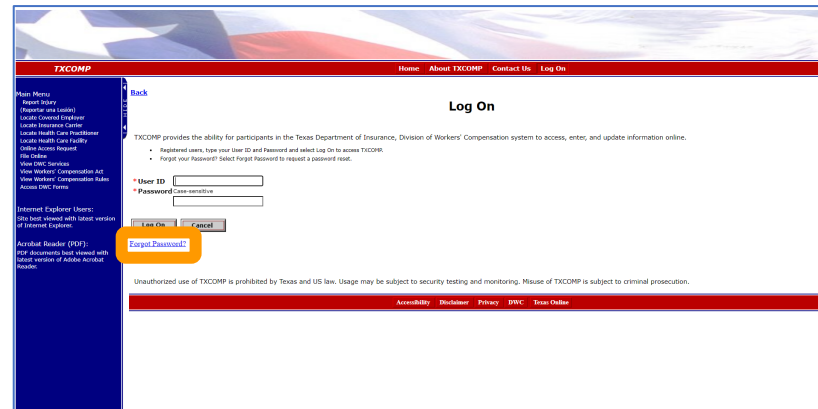 TXCOMP
Home About TXCOMP Contact Us Log On
Main Menu
Report Injury
(Reportar una Lesión)
Locate Covered Employer
Locate Insurance Carrier
Locate Health Care Practitioner
Locate Health Care Facility
Online Access Request
File Online
View DWC Services
View Workers' Compensation Act
View Workers' Compensation Rules
Access DWC Forms
Internet Explorer Users:
Site best viewed with latest version
of Internet Explorer.
Acrobat Reader (PDF):
PDF documents best viewed with
latest version of Adobe Acrobat
Reader.
Back
Log On
TXCOMP provides the ability for participants in the Texas Department of Insurance, Division of Workers' Compensation system to access, enter, and update information online.
• Registered users, type your User ID and Password and select Log On to access TXCOMP.
• Forgot your Password? Select Forgot Password to request a password reset.
* User ID
* Password Case-sensitive
Log On Cancel
Forgot Password?
Unauthorized use of TXCOMP is prohibited by Texas and US law. Usage may be subject to security testing and monitoring. Misuse of TXCOMP is subject to criminal prosecution.
Accessibility Disclaimer Privacy DWC Texas Online